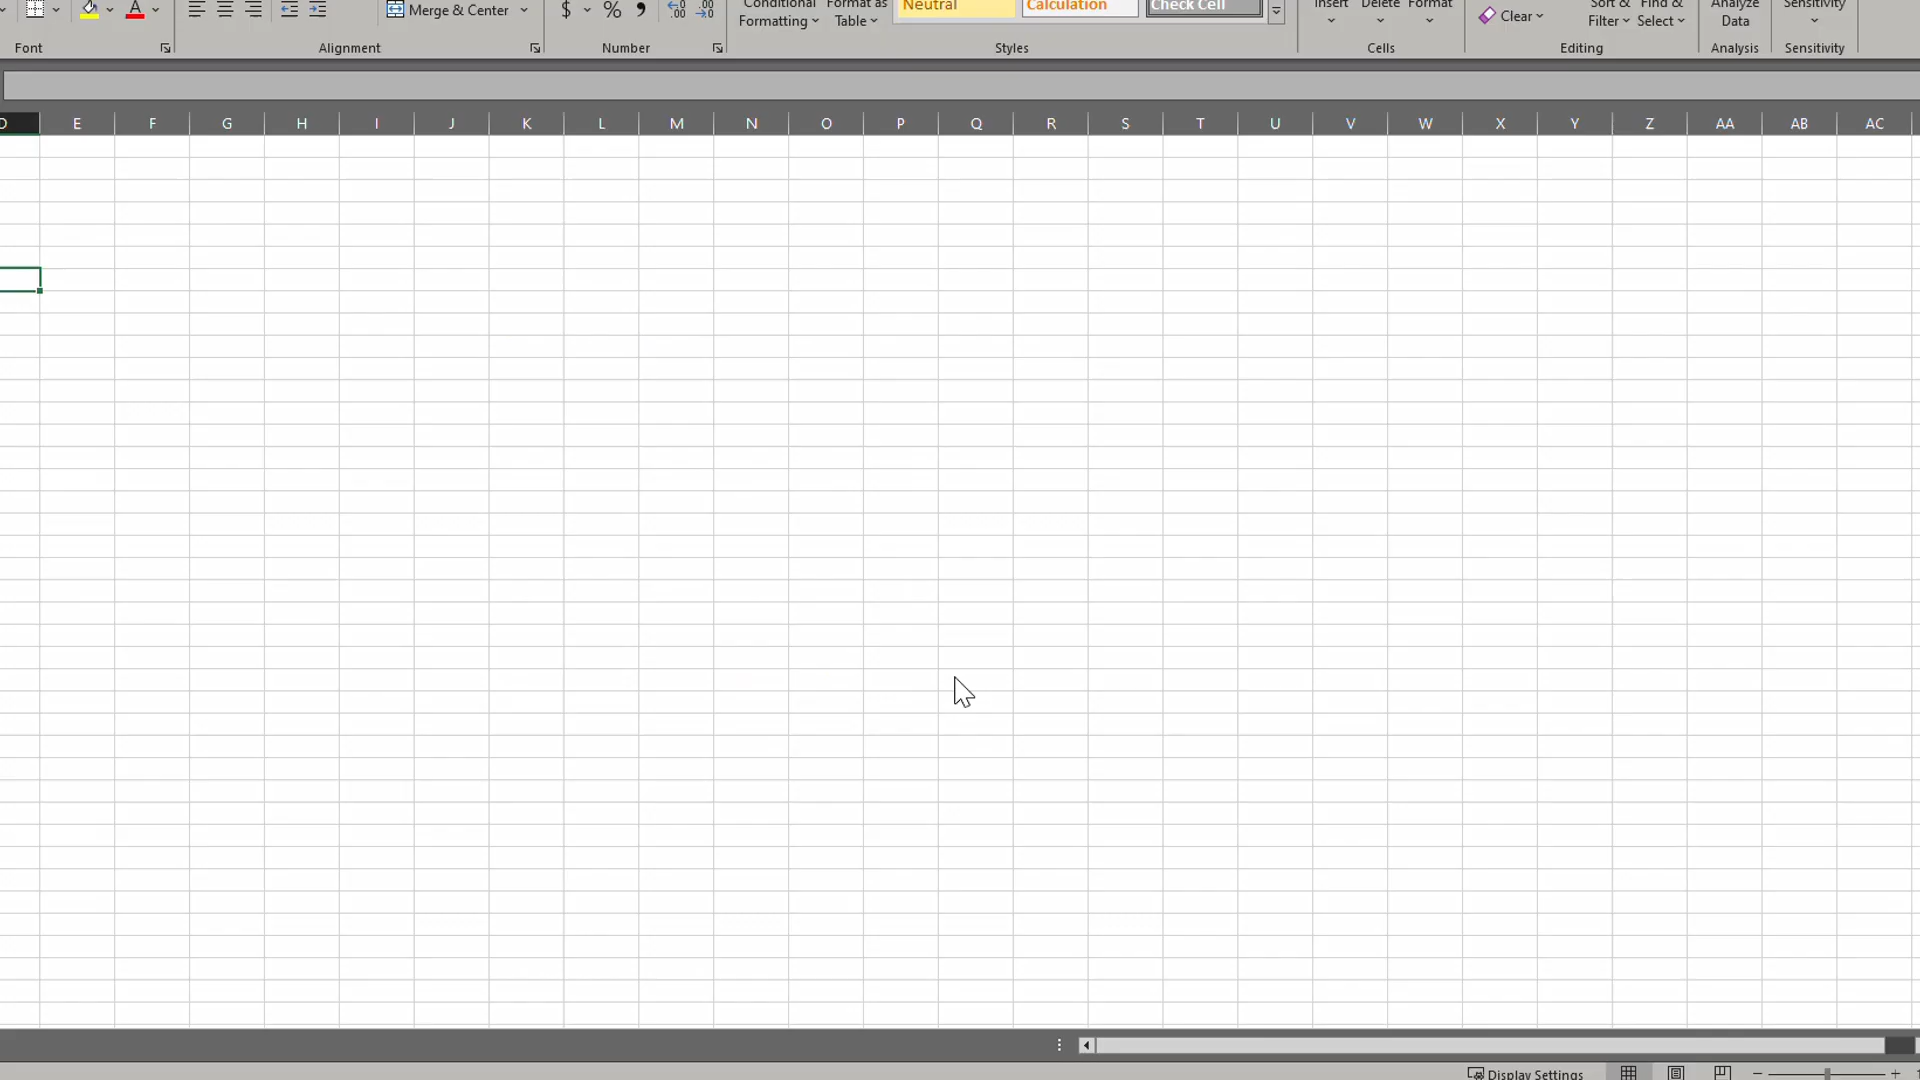 Merge & Center $ % 9 Conditional Formatting Format as Table Neutral Calculation Check Cell Insert Delete Format Clear Sort & Filter Find & Select Analyze Data Sensitivity
Font Alignment Number Styles Cells Editing Analysis Sensitivity
D E F G H I J K L M N O P Q R S T U V W X Y Z AA AB AC
Display Settings